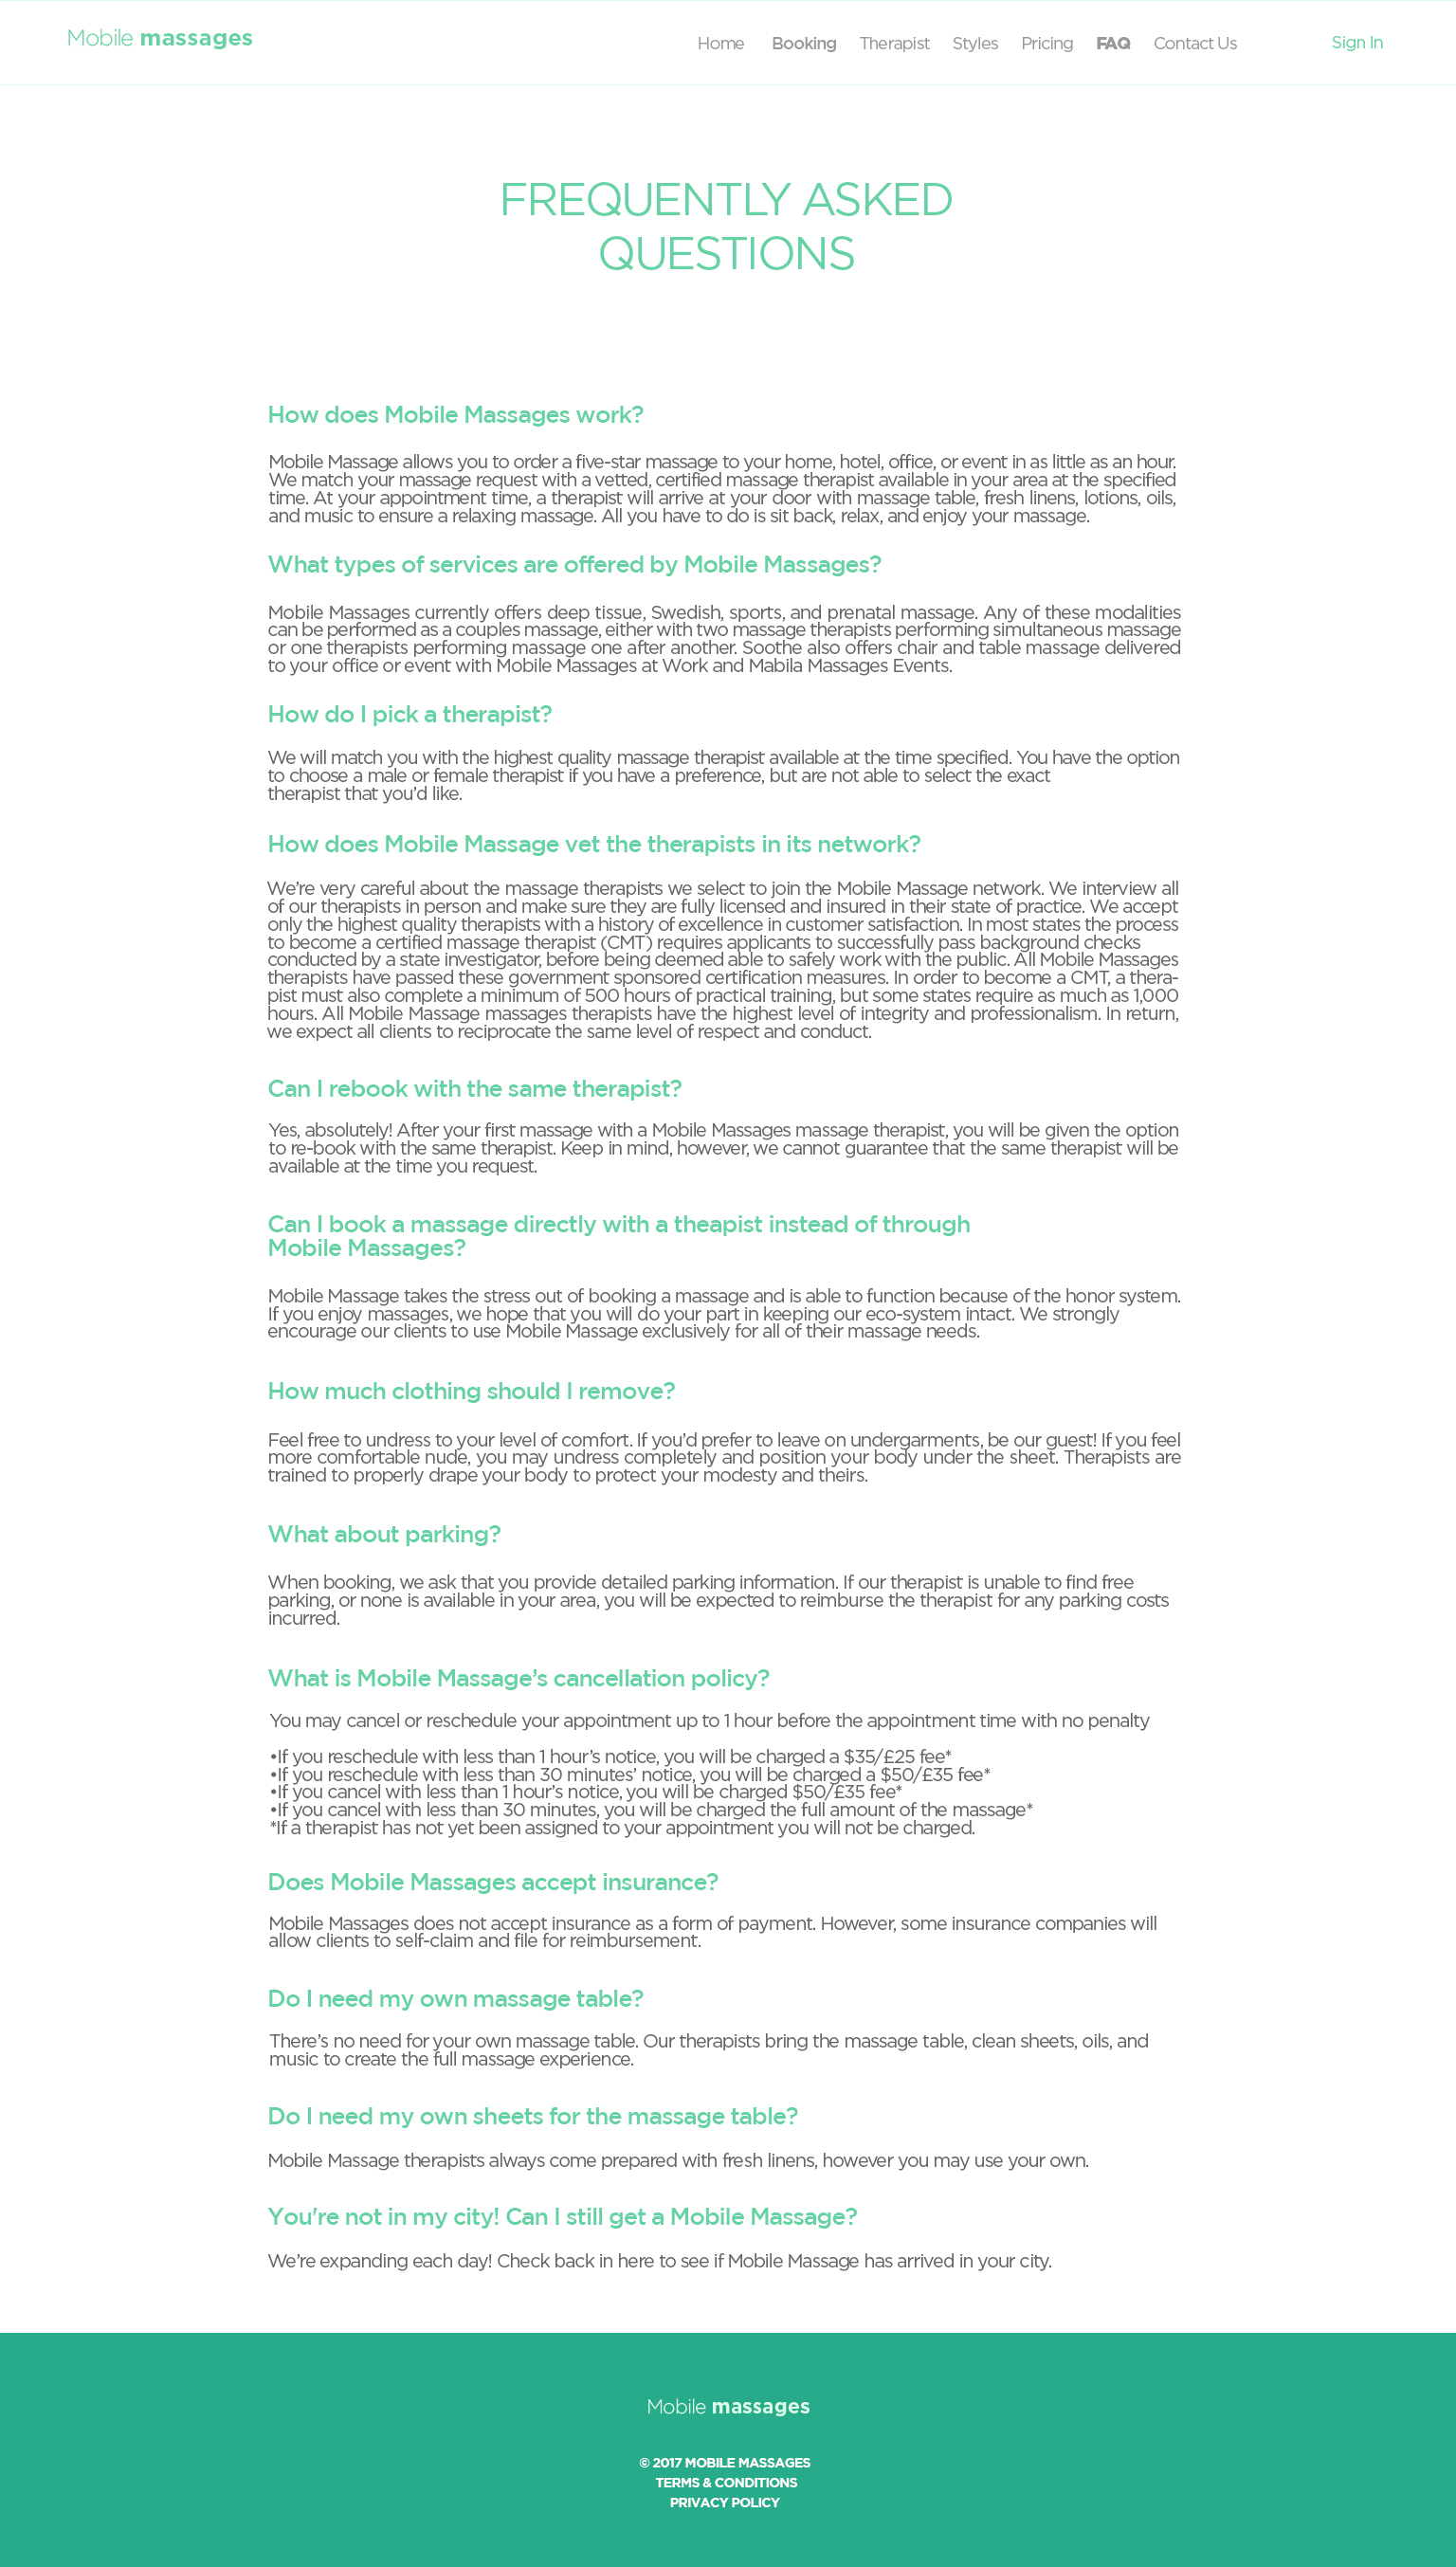 Mobile massages
Home Booking Therapist Styles Pricing FAQ Contact Us Sign In
FREQUENTLY ASKED
QUESTIONS
How does Mobile Massages work?
Mobile Massage allows you to order a five-star massage to your home, hotel, office, or event in as little as an hour.
We match your massage request with a vetted, certified massage therapist available in your area at the specified
time. At your appointment time, a therapist will arrive at your door with massage table, fresh linens, lotions, oils,
and music to ensure a relaxing massage. All you have to do is sit back, relax, and enjoy your massage.
What types of services are offered by Mobile Massages?
Mobile Massages currently offers deep tissue, Swedish, sports, and prenatal massage. Any of these modalities
can be performed as a couples massage, either with two massage therapists performing simultaneous massage
or one therapists performing massage one after another. Soothe also offers chair and table massage delivered
to your office or event with Mobile Massages at Work and Mabila Massages Events.
How do I pick a therapist?
We will match you with the highest quality massage therapist available at the time specified. You have the option
to choose a male or female therapist if you have a preference, but are not able to select the exact
therapist that you’d like.
How does Mobile Massage vet the therapists in its network?
We’re very careful about the massage therapists we select to join the Mobile Massage network. We interview all
of our therapists in person and make sure they are fully licensed and insured in their state of practice. We accept
only the highest quality therapists with a history of excellence in customer satisfaction. In most states the process
to become a certified massage therapist (CMT) requires applicants to successfully pass background checks
conducted by a state investigator, before being deemed able to safely work with the public. All Mobile Massages
therapists have passed these government sponsored certification measures. In order to become a CMT, a thera-
pist must also complete a minimum of 500 hours of practical training, but some states require as much as 1,000
hours. All Mobile Massage massages therapists have the highest level of integrity and professionalism. In return,
we expect all clients to reciprocate the same level of respect and conduct.
Can I rebook with the same therapist?
Yes, absolutely! After your first massage with a Mobile Massages massage therapist, you will be given the option
to re-book with the same therapist. Keep in mind, however, we cannot guarantee that the same therapist will be
available at the time you request.
Can I book a massage directly with a theapist instead of through
Mobile Massages?
Mobile Massage takes the stress out of booking a massage and is able to function because of the honor system.
If you enjoy massages, we hope that you will do your part in keeping our eco-system intact. We strongly
encourage our clients to use Mobile Massage exclusively for all of their massage needs.
How much clothing should I remove?
Feel free to undress to your level of comfort. If you’d prefer to leave on undergarments, be our guest! If you feel
more comfortable nude, you may undress completely and position your body under the sheet. Therapists are
trained to properly drape your body to protect your modesty and theirs.
What about parking?
When booking, we ask that you provide detailed parking information. If our therapist is unable to find free
parking, or none is available in your area, you will be expected to reimburse the therapist for any parking costs
incurred.
What is Mobile Massage’s cancellation policy?
You may cancel or reschedule your appointment up to 1 hour before the appointment time with no penalty
•If you reschedule with less than 1 hour’s notice, you will be charged a $35/£25 fee*
•If you reschedule with less than 30 minutes’ notice, you will be charged a $50/£35 fee*
•If you cancel with less than 1 hour’s notice, you will be charged $50/£35 fee*
•If you cancel with less than 30 minutes, you will be charged the full amount of the massage*
*If a therapist has not yet been assigned to your appointment you will not be charged.
Does Mobile Massages accept insurance?
Mobile Massages does not accept insurance as a form of payment. However, some insurance companies will
allow clients to self-claim and file for reimbursement.
Do I need my own massage table?
There’s no need for your own massage table. Our therapists bring the massage table, clean sheets, oils, and
music to create the full massage experience.
Do I need my own sheets for the massage table?
Mobile Massage therapists always come prepared with fresh linens, however you may use your own.
You're not in my city! Can I still get a Mobile Massage?
We’re expanding each day! Check back in here to see if Mobile Massage has arrived in your city.
Mobile massages
© 2017 MOBILE MASSAGES
TERMS & CONDITIONS
PRIVACY POLICY